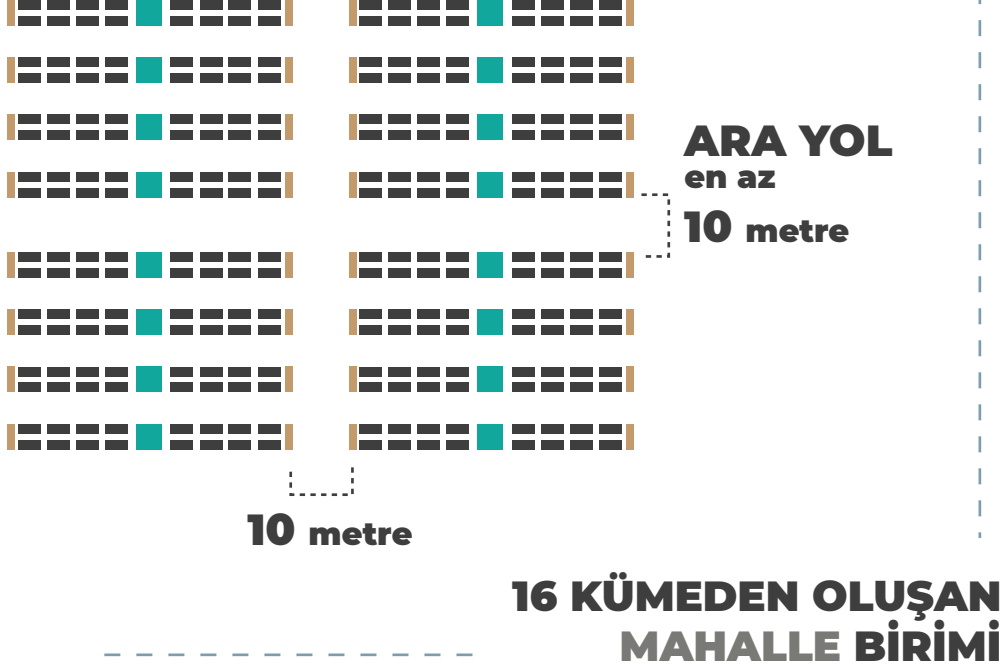 ARA YOL
en az
10 metre
10 metre
16 KÜMEDEN OLUŞAN
MAHALLE BİRİMİ